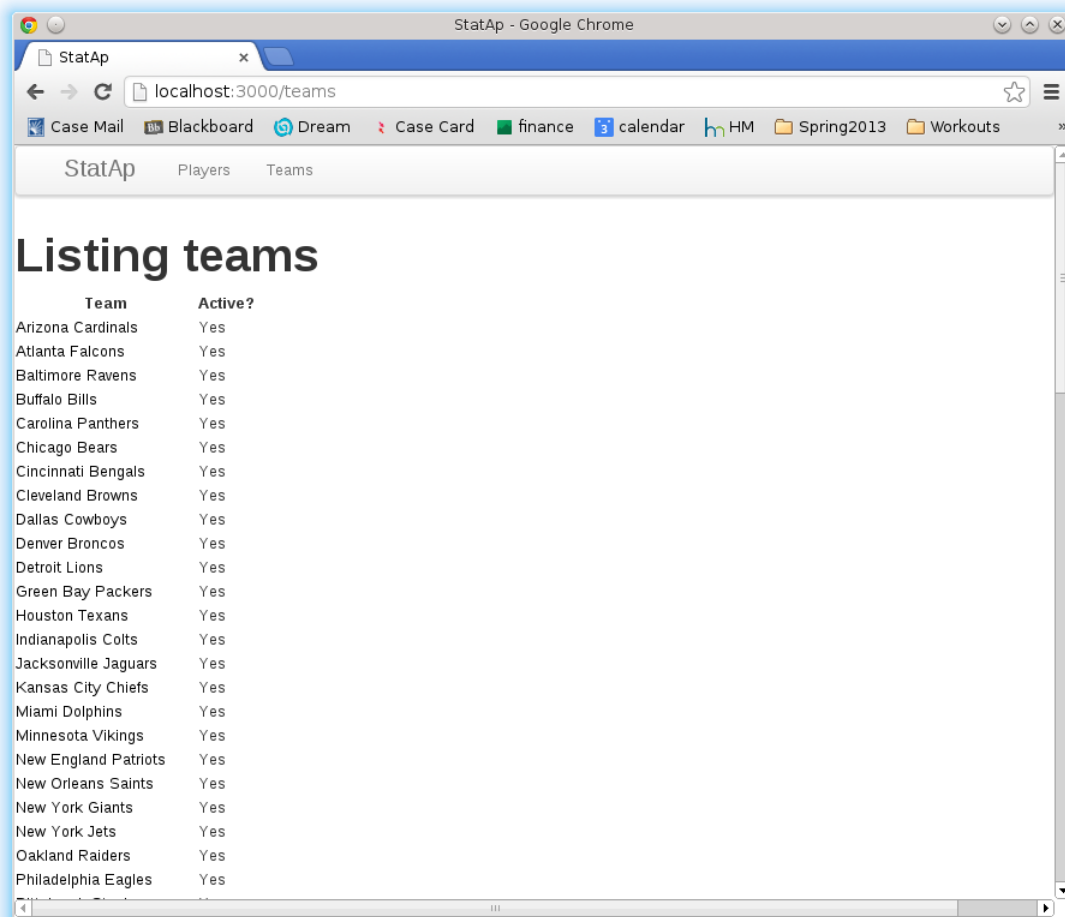 StatAp - Google Chrome
StatAp
localhost:3000/teams
Case Mail Bb Blackboard Dream Case Card finance 3 calendar hm HM Spring2013 Workouts »
StatAp Players Teams
Listing teams
Team Active?
Arizona Cardinals Yes
Atlanta Falcons Yes
Baltimore Ravens Yes
Buffalo Bills Yes
Carolina Panthers Yes
Chicago Bears Yes
Cincinnati Bengals Yes
Cleveland Browns Yes
Dallas Cowboys Yes
Denver Broncos Yes
Detroit Lions Yes
Green Bay Packers Yes
Houston Texans Yes
Indianapolis Colts Yes
Jacksonville Jaguars Yes
Kansas City Chiefs Yes
Miami Dolphins Yes
Minnesota Vikings Yes
New England Patriots Yes
New Orleans Saints Yes
New York Giants Yes
New York Jets Yes
Oakland Raiders Yes
Philadelphia Eagles Yes